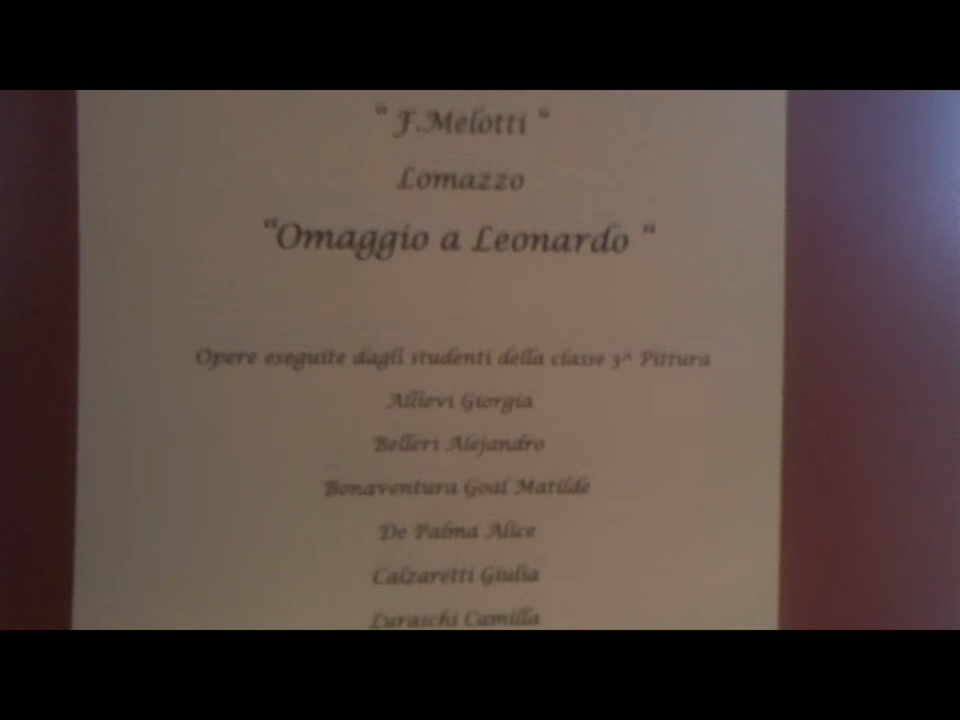 " F.Melotti "
Lomazzo
"Omaggio a Leonardo "
Opere eseguite dagli studenti della classe 3^ Pittura
Allievi Giorgia
Belleri Alejandro
Bonaventura Goal Matilde
De Palma Alice
Calzaretti Giulia
Luraschi Camilla